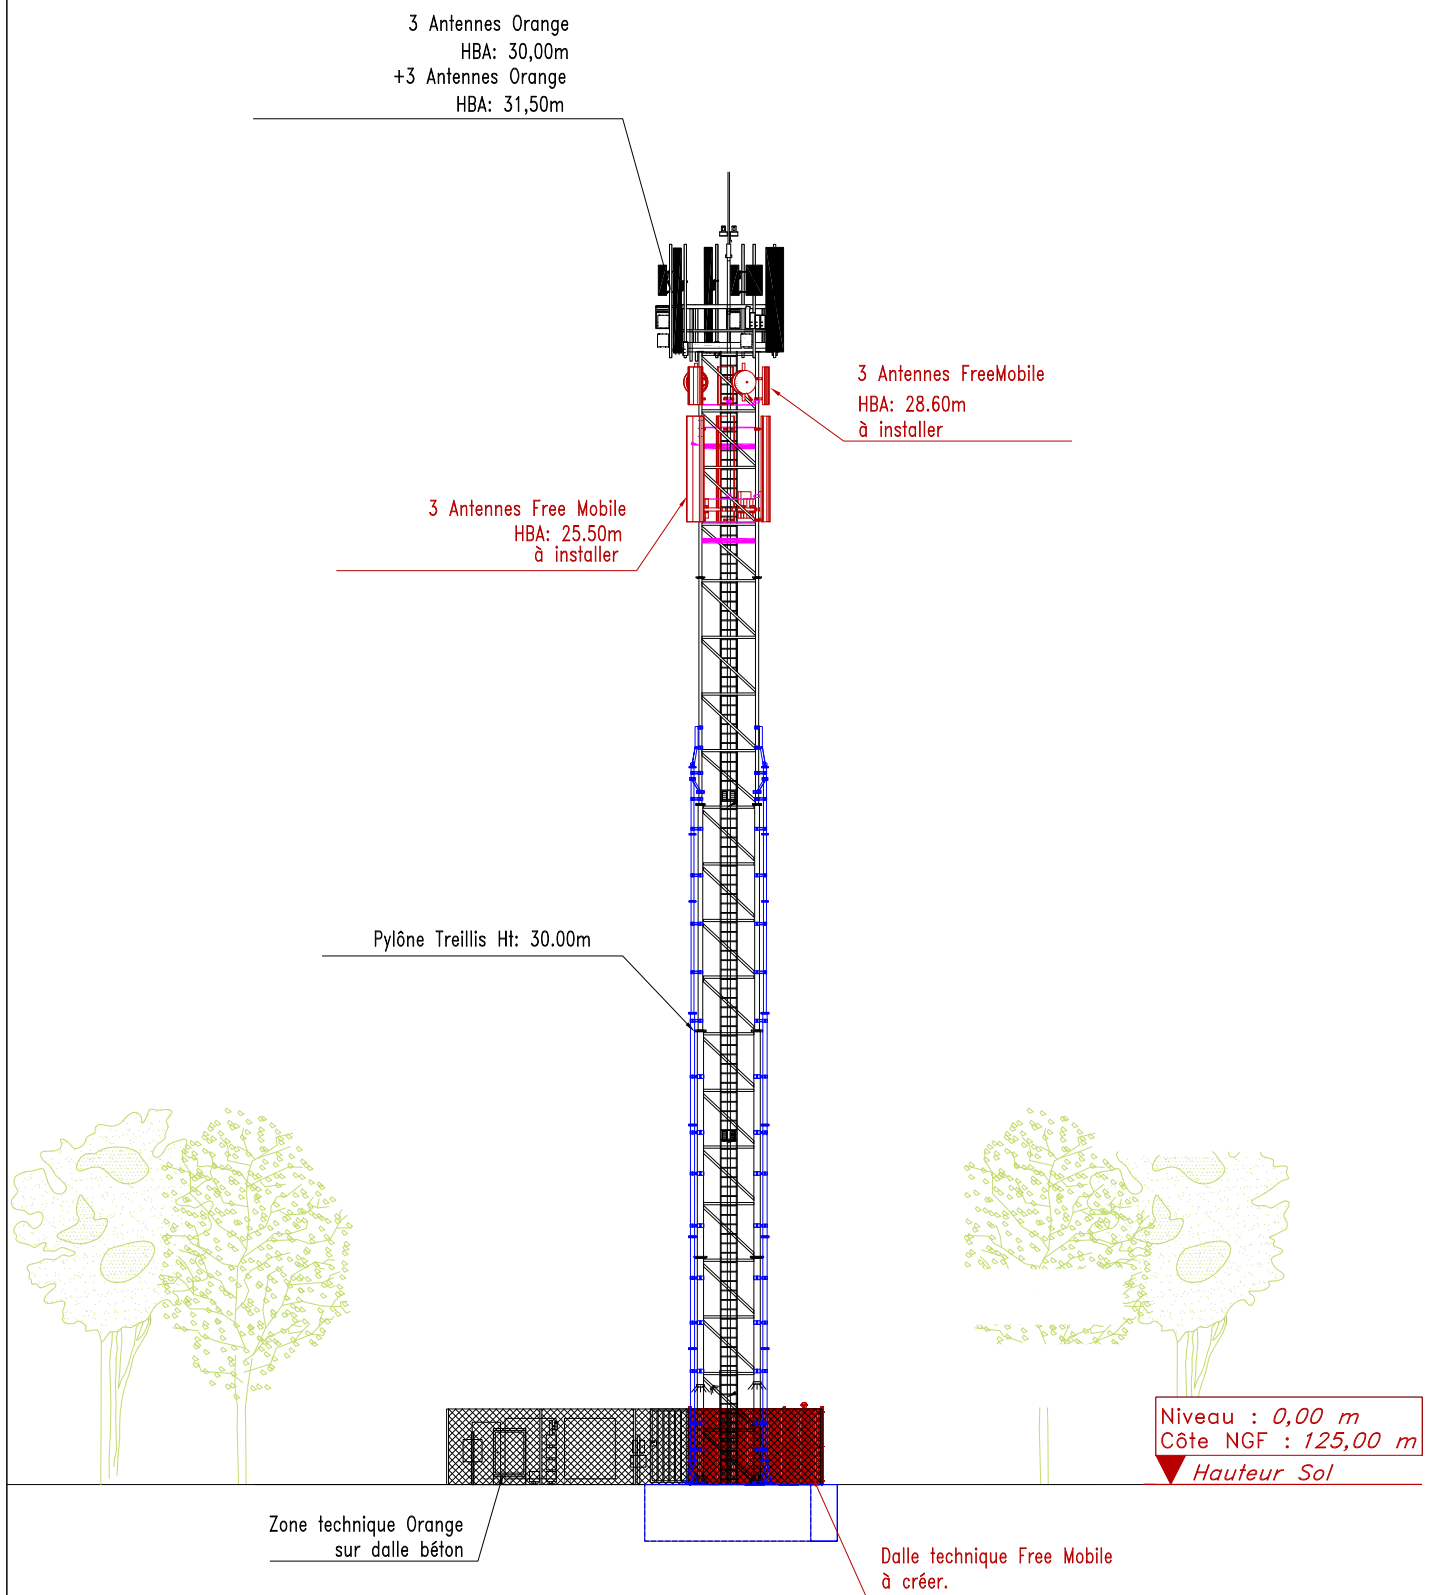 3 Antennes Orange
HBA: 30,00m
+3 Antennes Orange
HBA: 31,50m
3 Antennes FreeMobile
HBA: 28.60m
à installer
3 Antennes Free Mobile
HBA: 25.50m
à installer
Pylône Treillis Ht: 30.00m
Niveau : 0,00 m
Côte NGF : 125,00 m
Hauteur Sol
Zone technique Orange
sur dalle béton
Dalle technique Free Mobile
à créer.